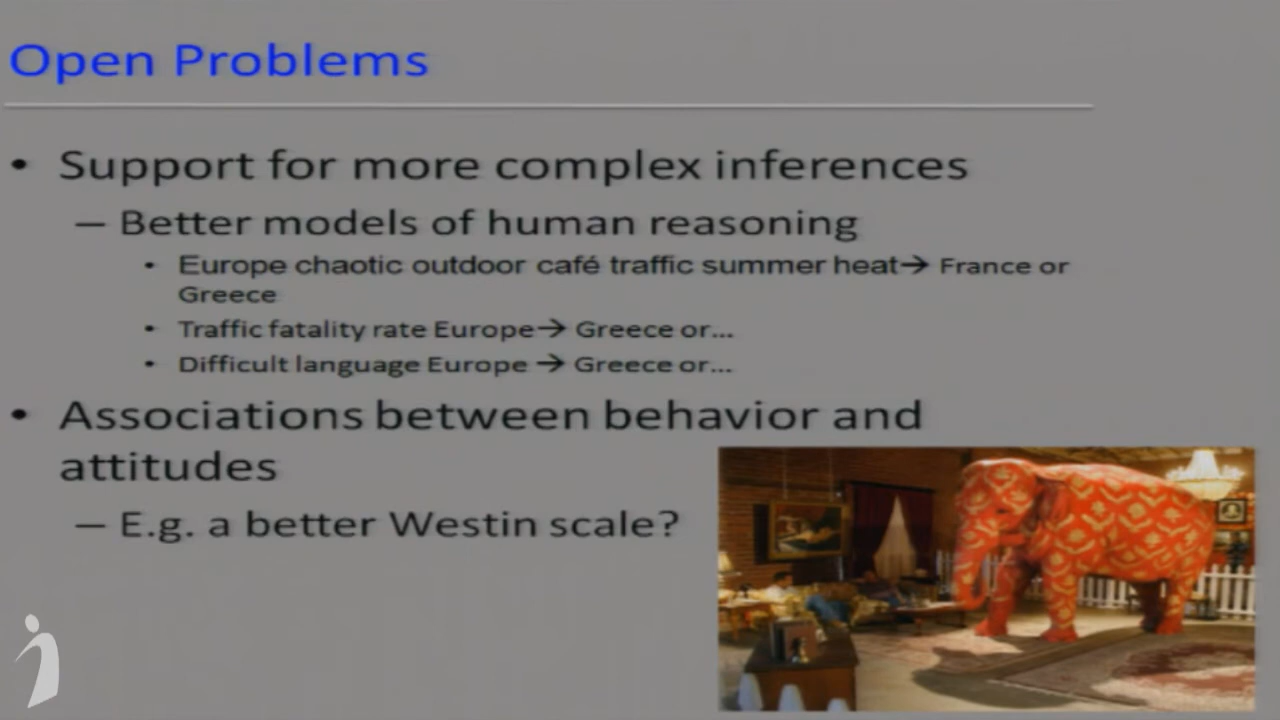 Open Problems
• Support for more complex inferences
– Better models of human reasoning
• Europe chaotic outdoor café traffic summer heat→ France or
Greece
• Traffic fatality rate Europe→ Greece or...
• Difficult language Europe → Greece or...
• Associations between behavior and
attitudes
– E.g. a better Westin scale?